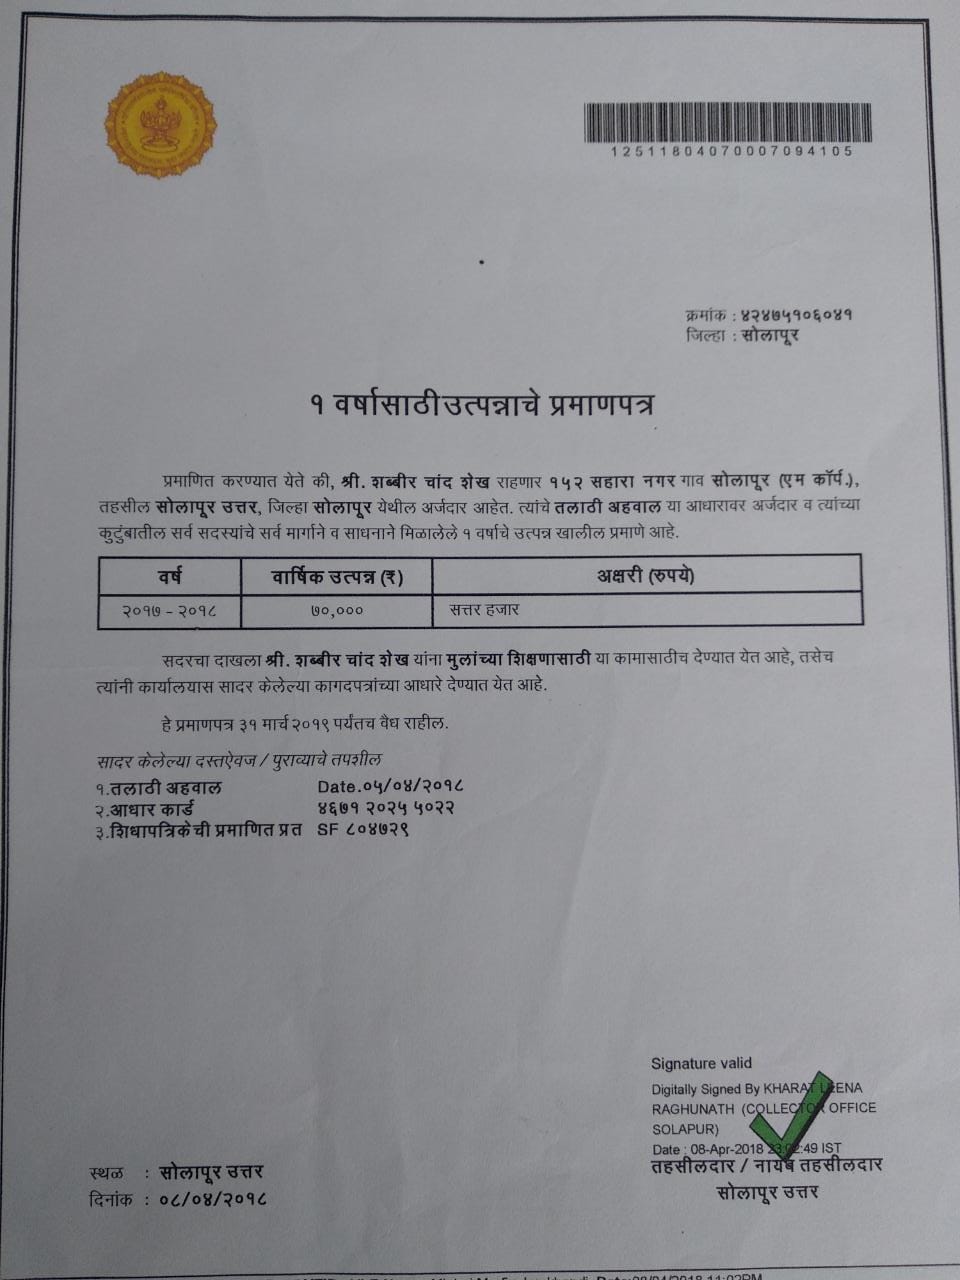 12511804070007094105
क्रमांक : ४२४७५१०६०४१
जिल्हा : सोलापूर
१ वर्षासाठी उत्पन्नाचे प्रमाणपत्र
प्रमाणित करण्यात येते की, श्री. शब्बीर चांद शेख राहणार १५२ सहारा नगर गाव सोलापूर (एम कॉर्प.),
तहसील सोलापूर उत्तर, जिल्हा सोलापूर येथील अर्जदार आहेत. त्यांचे तलाठी अहवाल या आधारावर अर्जदार व त्यांच्या
कुटुंबातील सर्व सदस्यांचे सर्व मार्गाने व साधनाने मिळालेले १ वर्षाचे उत्पन्न खालील प्रमाणे आहे.
वर्ष वार्षिक उत्पन्न (₹) अक्षरी (रुपये)
२०१७ - २०१८ ७०,००० सत्तर हजार
सदरचा दाखला श्री. शब्बीर चांद शेख यांना मुलांच्या शिक्षणासाठी या कामासाठीच देण्यात येत आहे, तसेच
त्यांनी कार्यालयास सादर केलेल्या कागदपत्रांच्या आधारे देण्यात येत आहे.
हे प्रमाणपत्र ३१ मार्च २०१९ पर्यंतच वैध राहील.
सादर केलेल्या दस्तऐवज / पुराव्याचे तपशील
१.तलाठी अहवाल Date.०५/०४/२०१८
२.आधार कार्ड ४६७१ २०२५ ५०२२
३.शिधापत्रिकेची प्रमाणित प्रत SF ८०४७२९
Signature valid
Digitally Signed By KHARAT LEENA
RAGHUNATH (COLLECTOR OFFICE
SOLAPUR)
Date : 08-Apr-2018 :49 IST
तहसीलदार / नायब तहसीलदार
सोलापूर उत्तर
स्थळ : सोलापूर उत्तर
दिनांक : ०८/०४/२०१८